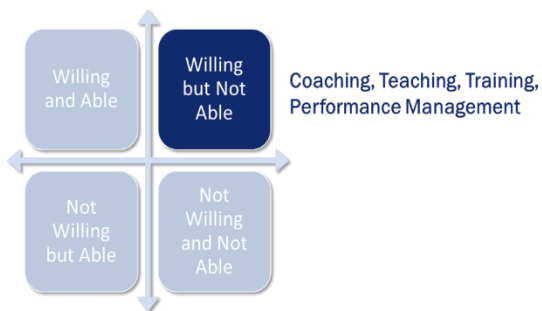 Willing
and Able
Willing
but Not
Able
Coaching, Teaching, Training,
Performance Management
Not
Willing
but Able
Not
Willing
and Not
Able